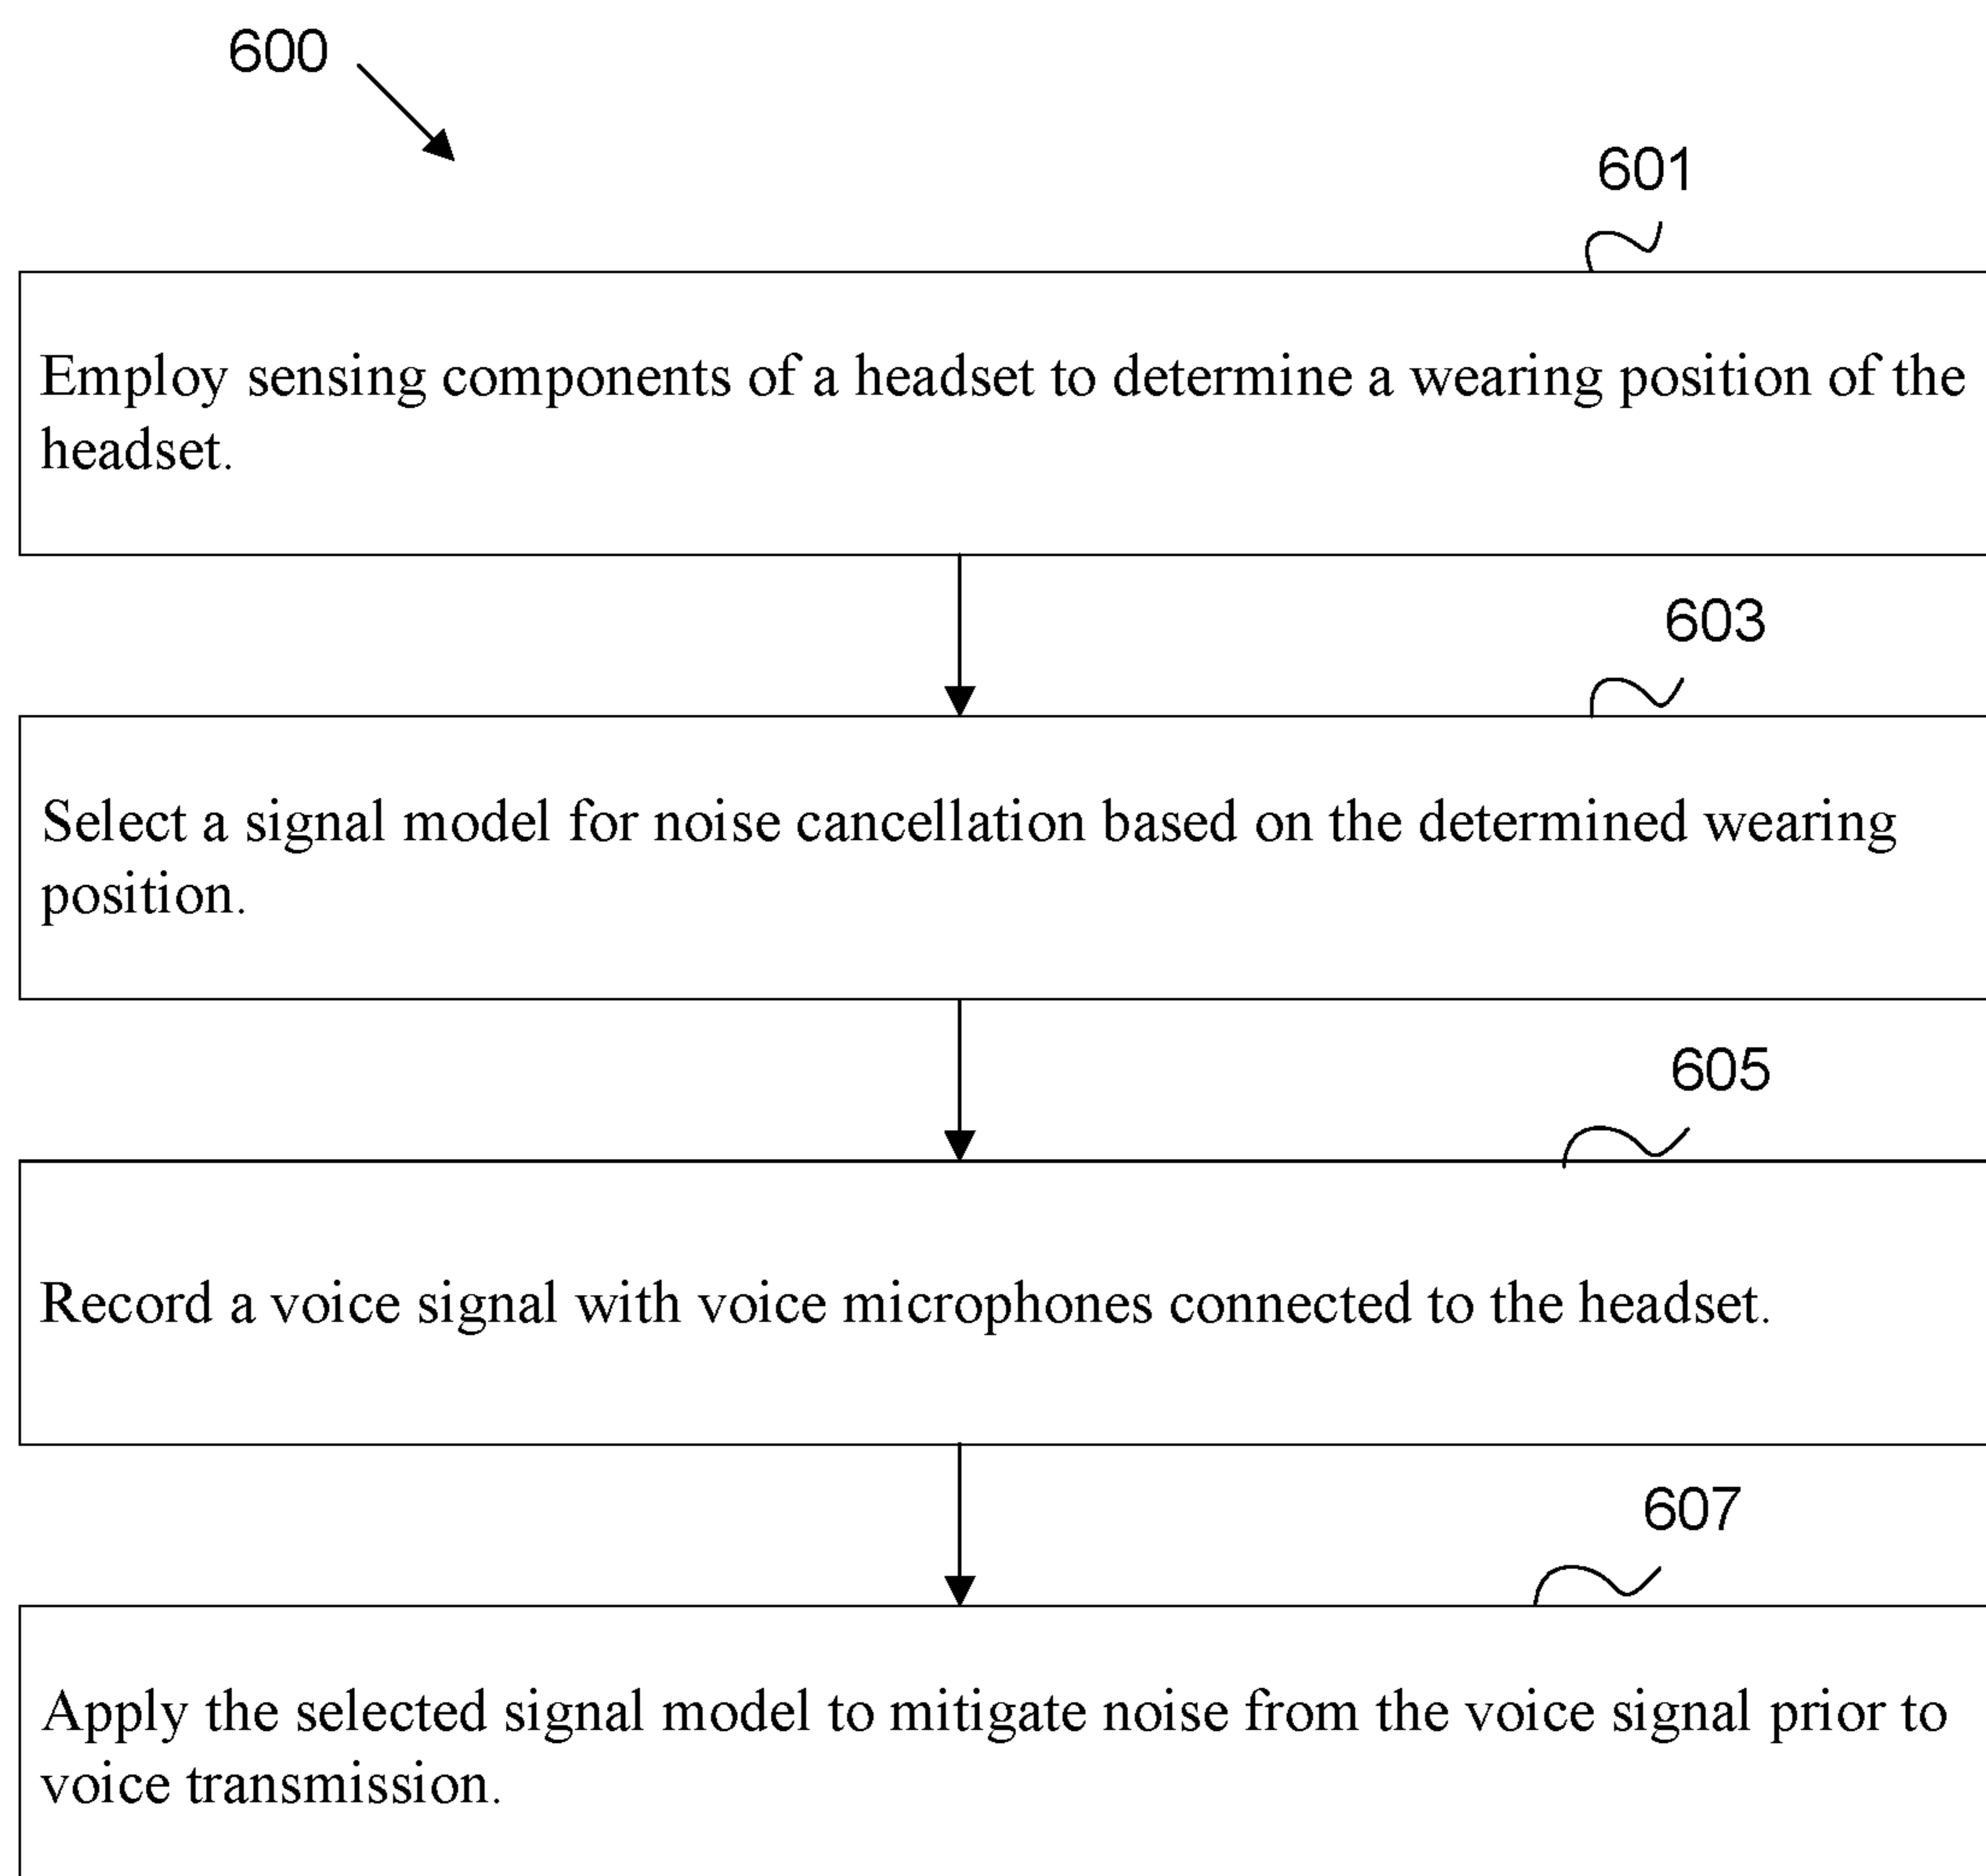 600
601
Employ sensing components of a headset to determine a wearing position of the
headset.
603
Select a signal model for noise cancellation based on the determined wearing
position.
605
Record a voice signal with voice microphones connected to the headset.
607
Apply the selected signal model to mitigate noise from the voice signal prior to
voice transmission.